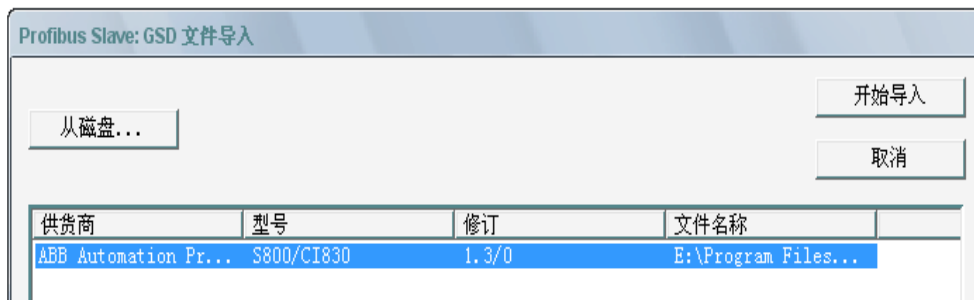 Profibus Slave: GSD 文件导入
开始导入
从磁盘...
取消
供货商 型号 修订 文件名称
ABB Automation Pr... S800/CI830 1.3/0 E:\Program Files...